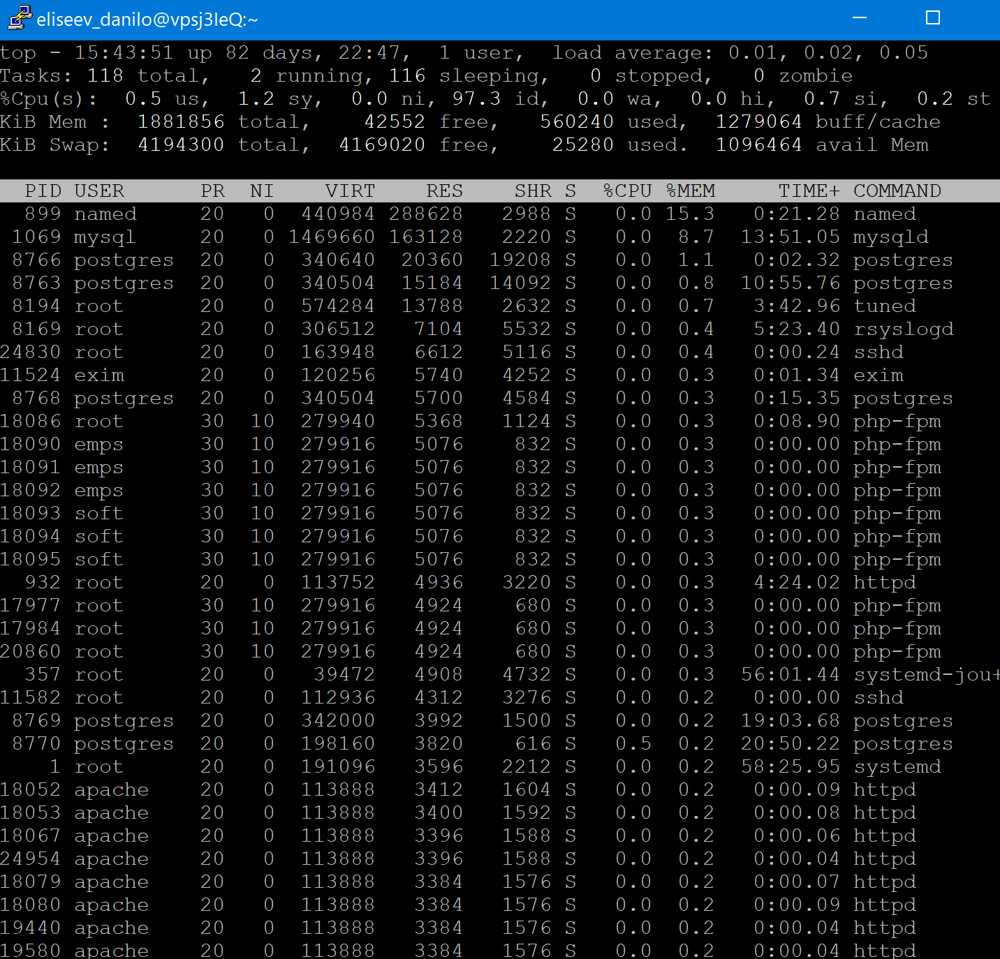 eliseev_danilo@vpsj3IeQ:~
top - 15:43:51 up 82 days, 22:47,  1 user,  load average: 0.01, 0.02, 0.05
Tasks: 118 total,   2 running, 116 sleeping,   0 stopped,   0 zombie
%Cpu(s):  0.5 us,  1.2 sy,  0.0 ni, 97.3 id,  0.0 wa,  0.0 hi,  0.7 si,  0.2 st
KiB Mem :  1881856 total,    42552 free,   560240 used,  1279064 buff/cache
KiB Swap:  4194300 total,  4169020 free,    25280 used.  1096464 avail Mem
  PID USER      PR  NI    VIRT    RES    SHR S  %CPU %MEM     TIME+ COMMAND
  899 named     20   0  440984 288628   2988 S   0.0 15.3   0:21.28 named
 1069 mysql     20   0 1469660 163128   2220 S   0.0  8.7  13:51.05 mysqld
 8766 postgres  20   0  340640  20360  19208 S   0.0  1.1   0:02.32 postgres
 8763 postgres  20   0  340504  15184  14092 S   0.0  0.8  10:55.76 postgres
 8194 root      20   0  574284  13788   2632 S   0.0  0.7   3:42.96 tuned
 8169 root      20   0  306512   7104   5532 S   0.0  0.4   5:23.40 rsyslogd
24830 root      20   0  163948   6612   5116 S   0.0  0.4   0:00.24 sshd
11524 exim      20   0  120256   5740   4252 S   0.0  0.3   0:01.34 exim
 8768 postgres  20   0  340504   5700   4584 S   0.0  0.3   0:15.35 postgres
18086 root      30  10  279940   5368   1124 S   0.0  0.3   0:08.90 php-fpm
18090 emps      30  10  279916   5076    832 S   0.0  0.3   0:00.00 php-fpm
18091 emps      30  10  279916   5076    832 S   0.0  0.3   0:00.00 php-fpm
18092 emps      30  10  279916   5076    832 S   0.0  0.3   0:00.00 php-fpm
18093 soft      30  10  279916   5076    832 S   0.0  0.3   0:00.00 php-fpm
18094 soft      30  10  279916   5076    832 S   0.0  0.3   0:00.00 php-fpm
18095 soft      30  10  279916   5076    832 S   0.0  0.3   0:00.00 php-fpm
  932 root      20   0  113752   4936   3220 S   0.0  0.3   4:24.02 httpd
17977 root      30  10  279916   4924    680 S   0.0  0.3   0:00.00 php-fpm
17984 root      30  10  279916   4924    680 S   0.0  0.3   0:00.00 php-fpm
20860 root      30  10  279916   4924    680 S   0.0  0.3   0:00.00 php-fpm
  357 root      20   0   39472   4908   4732 S   0.0  0.3  56:01.44 systemd-jou+
11582 root      20   0  112936   4312   3276 S   0.0  0.2   0:00.00 sshd
 8769 postgres  20   0  342000   3992   1500 S   0.0  0.2  19:03.68 postgres
 8770 postgres  20   0  198160   3820    616 S   0.5  0.2  20:50.22 postgres
    1 root      20   0  191096   3596   2212 S   0.0  0.2  58:25.95 systemd
18052 apache    20   0  113888   3412   1604 S   0.0  0.2   0:00.09 httpd
18053 apache    20   0  113888   3400   1592 S   0.0  0.2   0:00.08 httpd
18067 apache    20   0  113888   3396   1588 S   0.0  0.2   0:00.06 httpd
24954 apache    20   0  113888   3396   1588 S   0.0  0.2   0:00.04 httpd
18079 apache    20   0  113888   3384   1576 S   0.0  0.2   0:00.07 httpd
18080 apache    20   0  113888   3384   1576 S   0.0  0.2   0:00.09 httpd
19440 apache    20   0  113888   3384   1576 S   0.0  0.2   0:00.04 httpd
19580 apache    20   0  113888   3384   1576 S   0.0  0.2   0:00.04 httpd